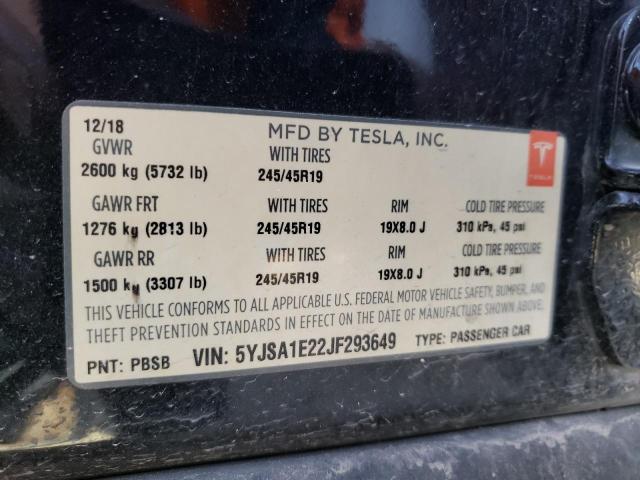 12/18 MFD BY TESLA, INC.
GVWR WITH TIRES
2600 kg (5732 lb) 245/45R19
TESLA
GAWR FRT WITH TIRES RIM COLD TIRE PRESSURE
1276 kg (2813 lb) 245/45R19 19X8.0 J 310 kPa, 45 psi
GAWR RR WITH TIRES RIM COLD TIRE PRESSURE
1500 kg (3307 lb) 245/45R19 19X8.0 J 310 kPa, 45 psi
THIS VEHICLE CONFORMS TO ALL APPLICABLE U.S. FEDERAL MOTOR VEHICLE SAFETY, BUMPER, AND
THEFT PREVENTION STANDARDS IN EFFECT ON THE DATE OF MANUFACTURE SHOWN ABOVE.
PNT: PBSB VIN: 5YJSA1E22JF293649 TYPE: PASSENGER CAR